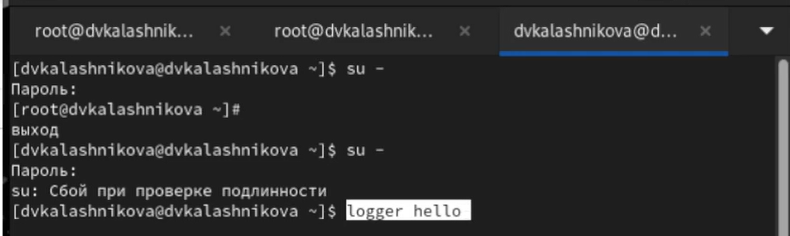 root@dvkalashnik... × root@dvkalashnik... × dvkalashnikova@d... ×
[dvkalashnikova@dvkalashnikova ~]$ su -
Пароль:
[root@dvkalashnikova ~]#
выход
[dvkalashnikova@dvkalashnikova ~]$ su -
Пароль:
su: Сбой при проверке подлинности
[dvkalashnikova@dvkalashnikova ~]$ logger hello